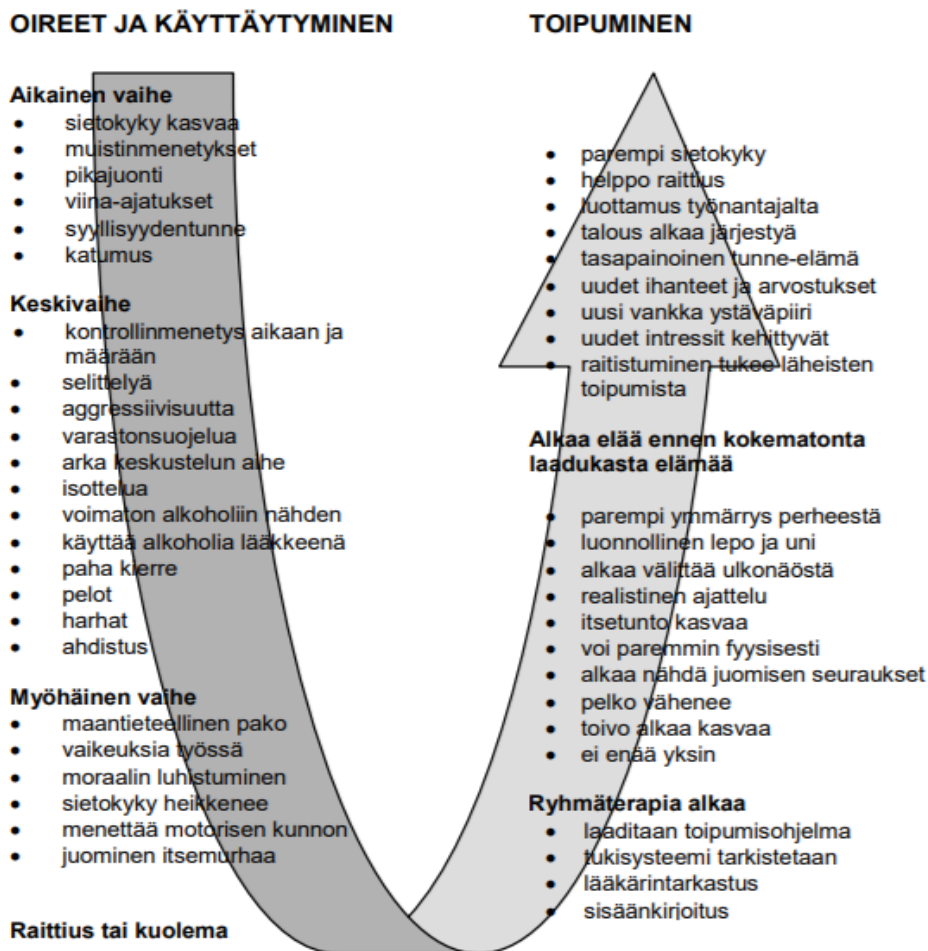 OIREET JA KÄYTTÄYTYMINEN
Aikainen vaihe
• sietokyky kasvaa
• muistinmenetykset
• pikajuonti
• viina-ajatukset
• syyllisyydentunne
• katumus
Keskivaihe
• kontrollinmenetys aikaan ja
määrään
• selittelyä
• aggressiivisuutta
• varastonsuojelua
• arka keskustelun aihe
• isottelua
• voimaton alkoholiin nähden
• käyttää alkoholia lääkkeenä
• paha kierre
• pelot
• harhat
• ahdistus
Myöhäinen vaihe
• maantieteellinen pako
• vaikeuksia työssä
• moraalin luhistuminen
• sietokyky heikkenee
• menettää motorisen kunnon
• juominen itsemurhaa
Raittius tai kuolema
TOIPUMINEN
• parempi sietokyky
• helppo raittius
• luottamus työnantajalta
• talous alkaa järjestyä
• tasapainoinen tunne-elämä
• uudet ihanteet ja arvostukset
• uusi vankka ystäväpiiri
• uudet intressit kehittyvät
• raitistuminen tukee läheisten
toipumista
Alkaa elää ennen kokematonta
laadukasta elämää
• parempi ymmärrys perheestä
• luonnollinen lepo ja uni
• alkaa välittää ulkonäöstä
• realistinen ajattelu
• itsetunto kasvaa
• voi paremmin fyysisesti
• alkaa nähdä juomisen seuraukset
• pelko vähenee
• toivo alkaa kasvaa
• ei enää yksin
Ryhmäterapia alkaa
• laaditaan toipumisohjelma
• tukisysteemi tarkistetaan
• lääkärintarkastus
• sisäänkirjoitus